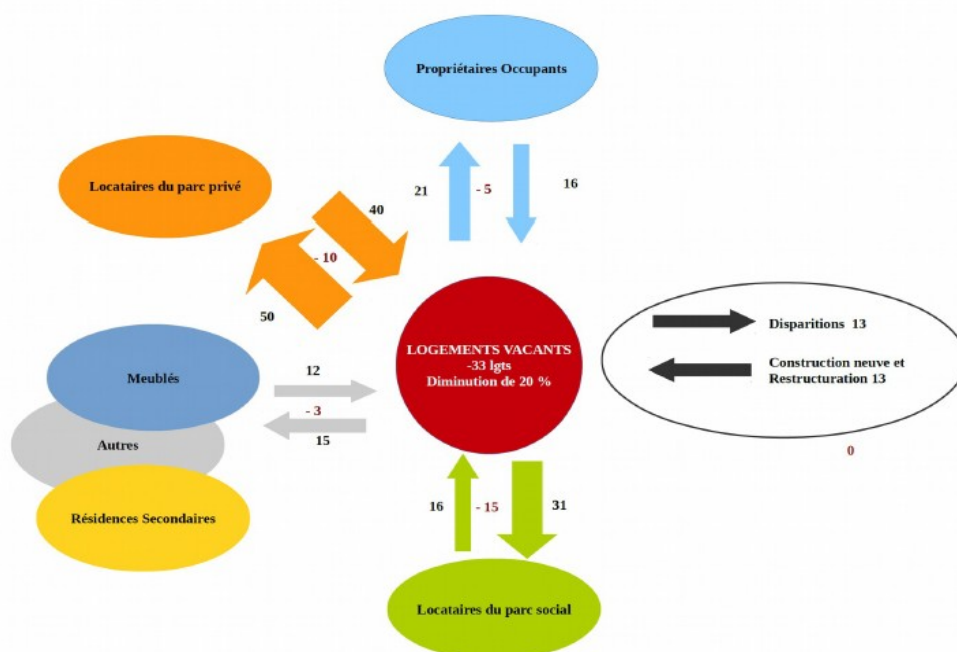 Propriétaires Occupants
21
- 5
16
Locataires du parc privé
40
- 10
50
LOGEMENTS VACANTS
-33 lgts
Diminution de 20 %
Disparitions 13
Construction neuve et
Restructuration 13
0
Meublés
Autres
Résidences Secondaires
12
- 3
15
16
- 15
31
Locataires du parc social